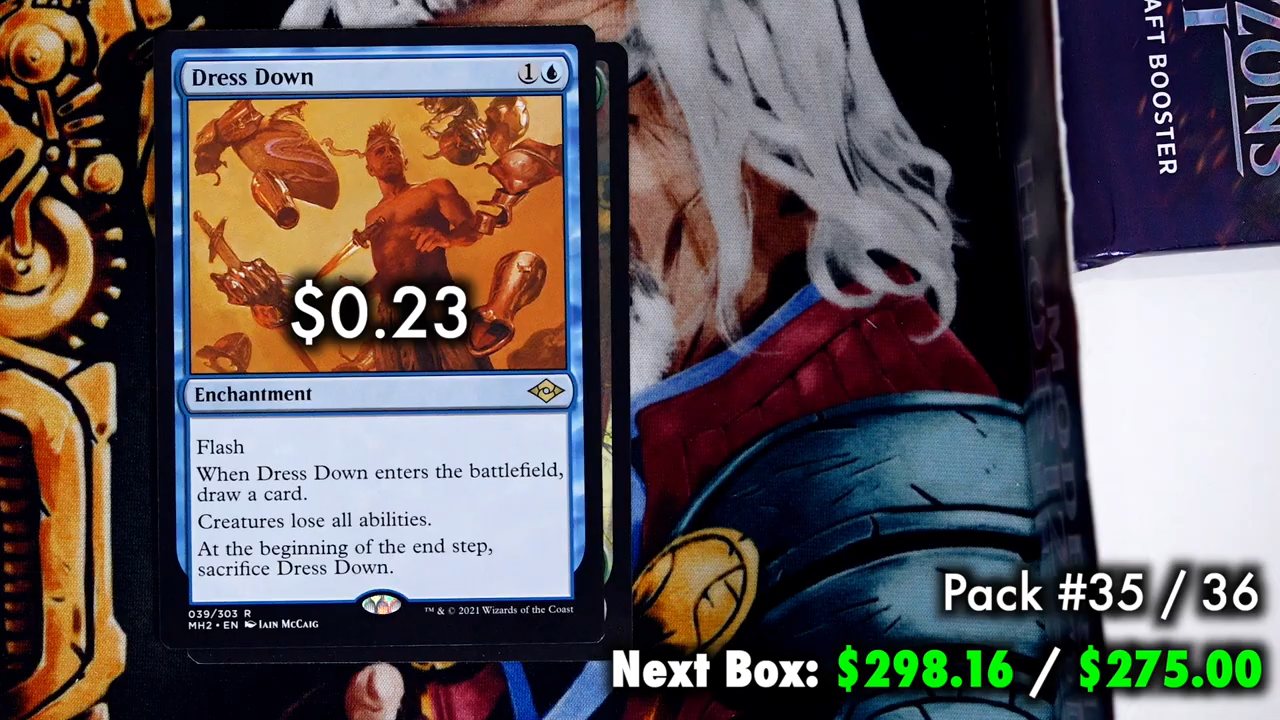 Dress Down 1
$0.23
Enchantment
Flash
When Dress Down enters the battlefield,
draw a card.
Creatures lose all abilities.
At the beginning of the end step,
sacrifice Dress Down.
039/303 R
MH2 • EN Iain McCaig
™ & © 2021 Wizards of the Coast
AFT BOOSTER
ZONS
Pack #35 / 36
Next Box: $298.16 / $275.00